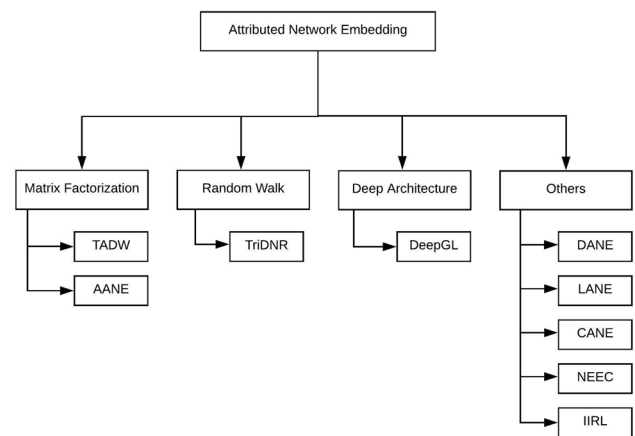 Attributed Network Embedding
Matrix Factorization
Random Walk
Deep Architecture
Others
TADW
TriDNR
DeepGL
DANE
AANE
LANE
CANE
NEEC
IIRL